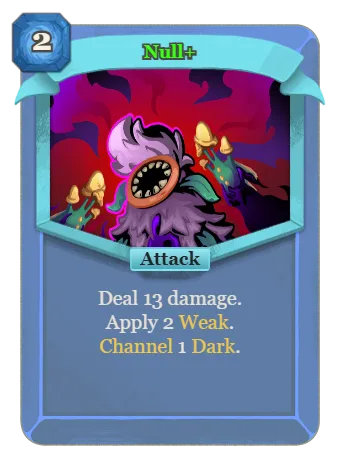 2
Null+
Attack
Deal 13 damage.
Apply 2 Weak.
Channel 1 Dark.